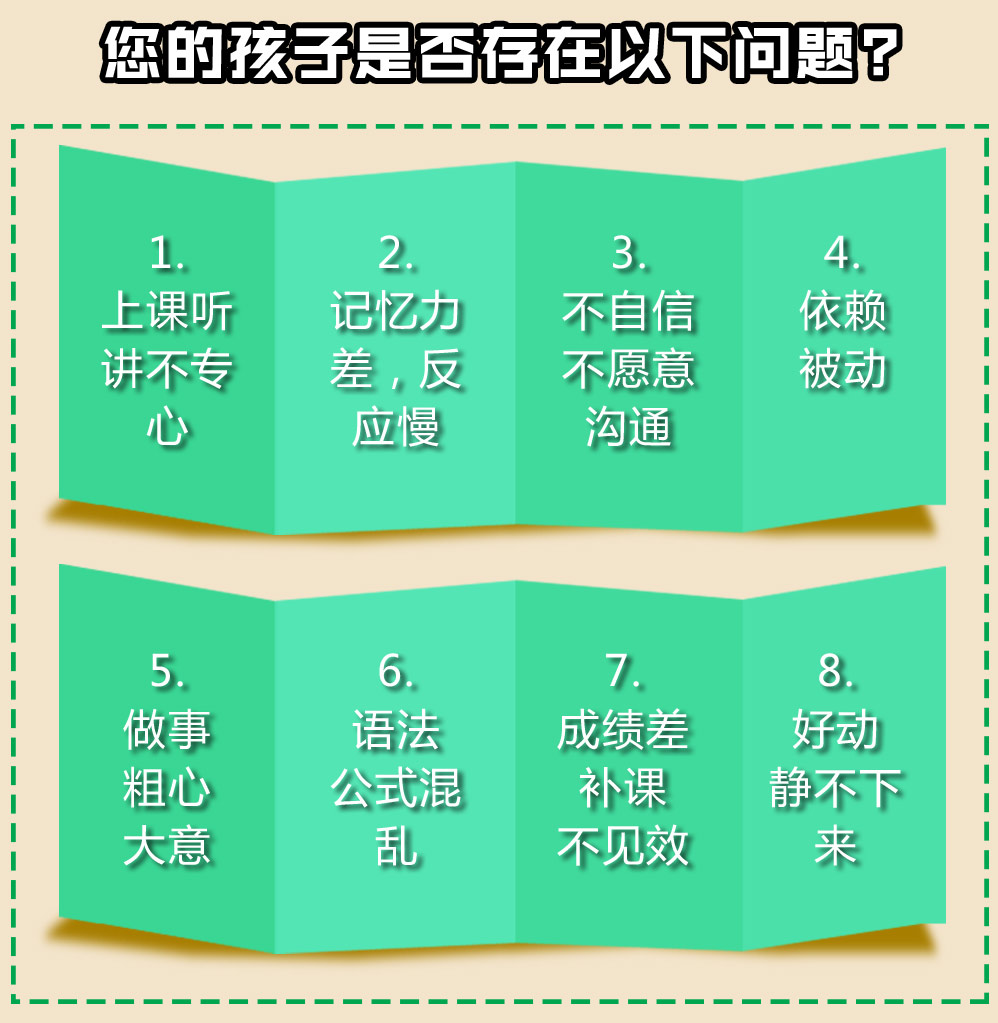 您的孩子是否存在以下问题?
1.
上课听
讲不专
心
2.
记忆力
差，反
应慢
3.
不自信
不愿意
沟通
4.
依赖
被动
5.
做事
粗心
大意
6.
语法
公式混
乱
7.
成绩差
补课
不见效
8.
好动
静不下
来